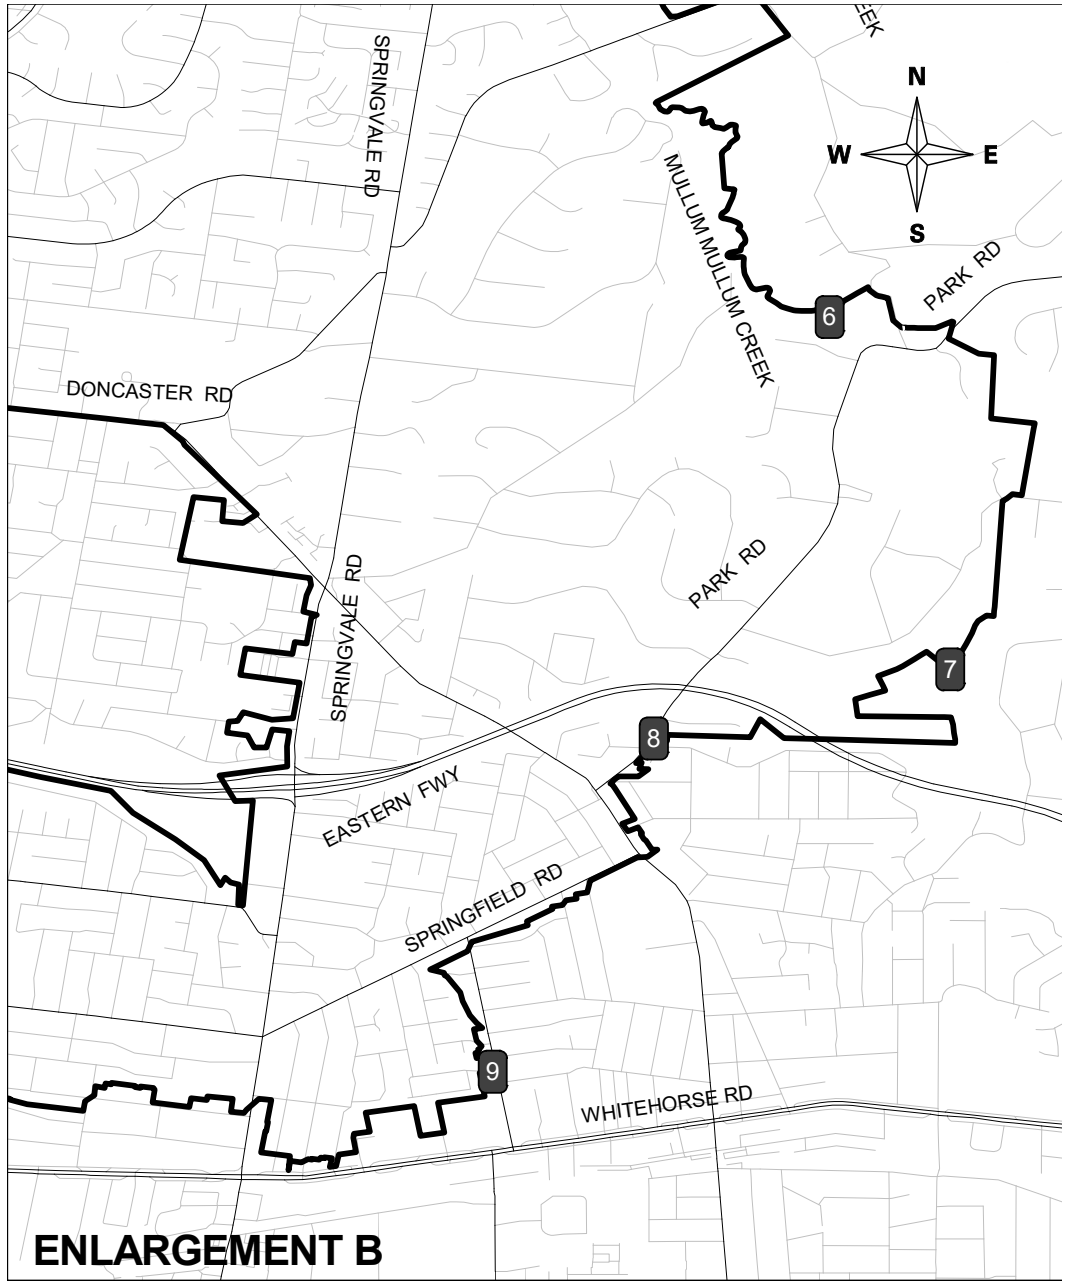 EEK
SPRINGVALE RD
N
W
E
S
MULLUM MULLUM CREEK
PARK RD
6
DONCASTER RD
SPRINGVALE RD
PARK RD
7
8
EASTERN FWY
SPRINGFIELD RD
9
WHITEHORSE RD
ENLARGEMENT B